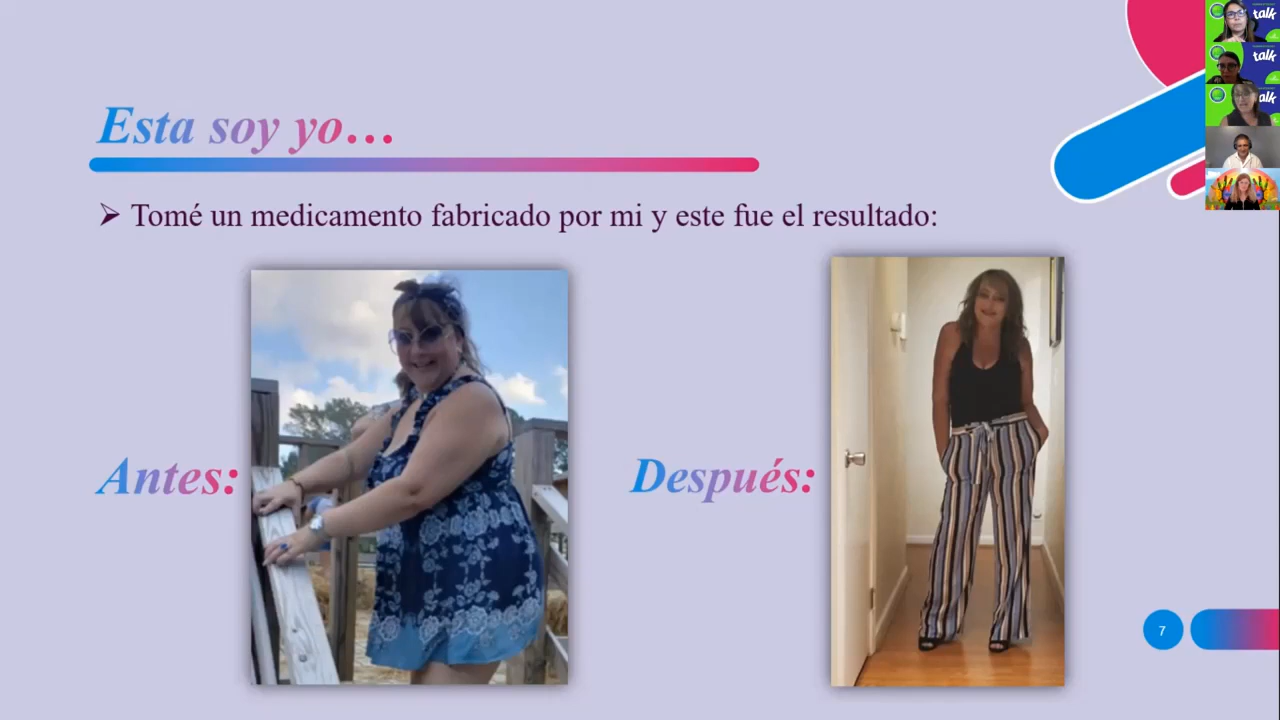 Esta soy yo...
➢ Tomé un medicamento fabricado por mi y este fue el resultado:
Antes:
Después:
7
talk
talk
talk